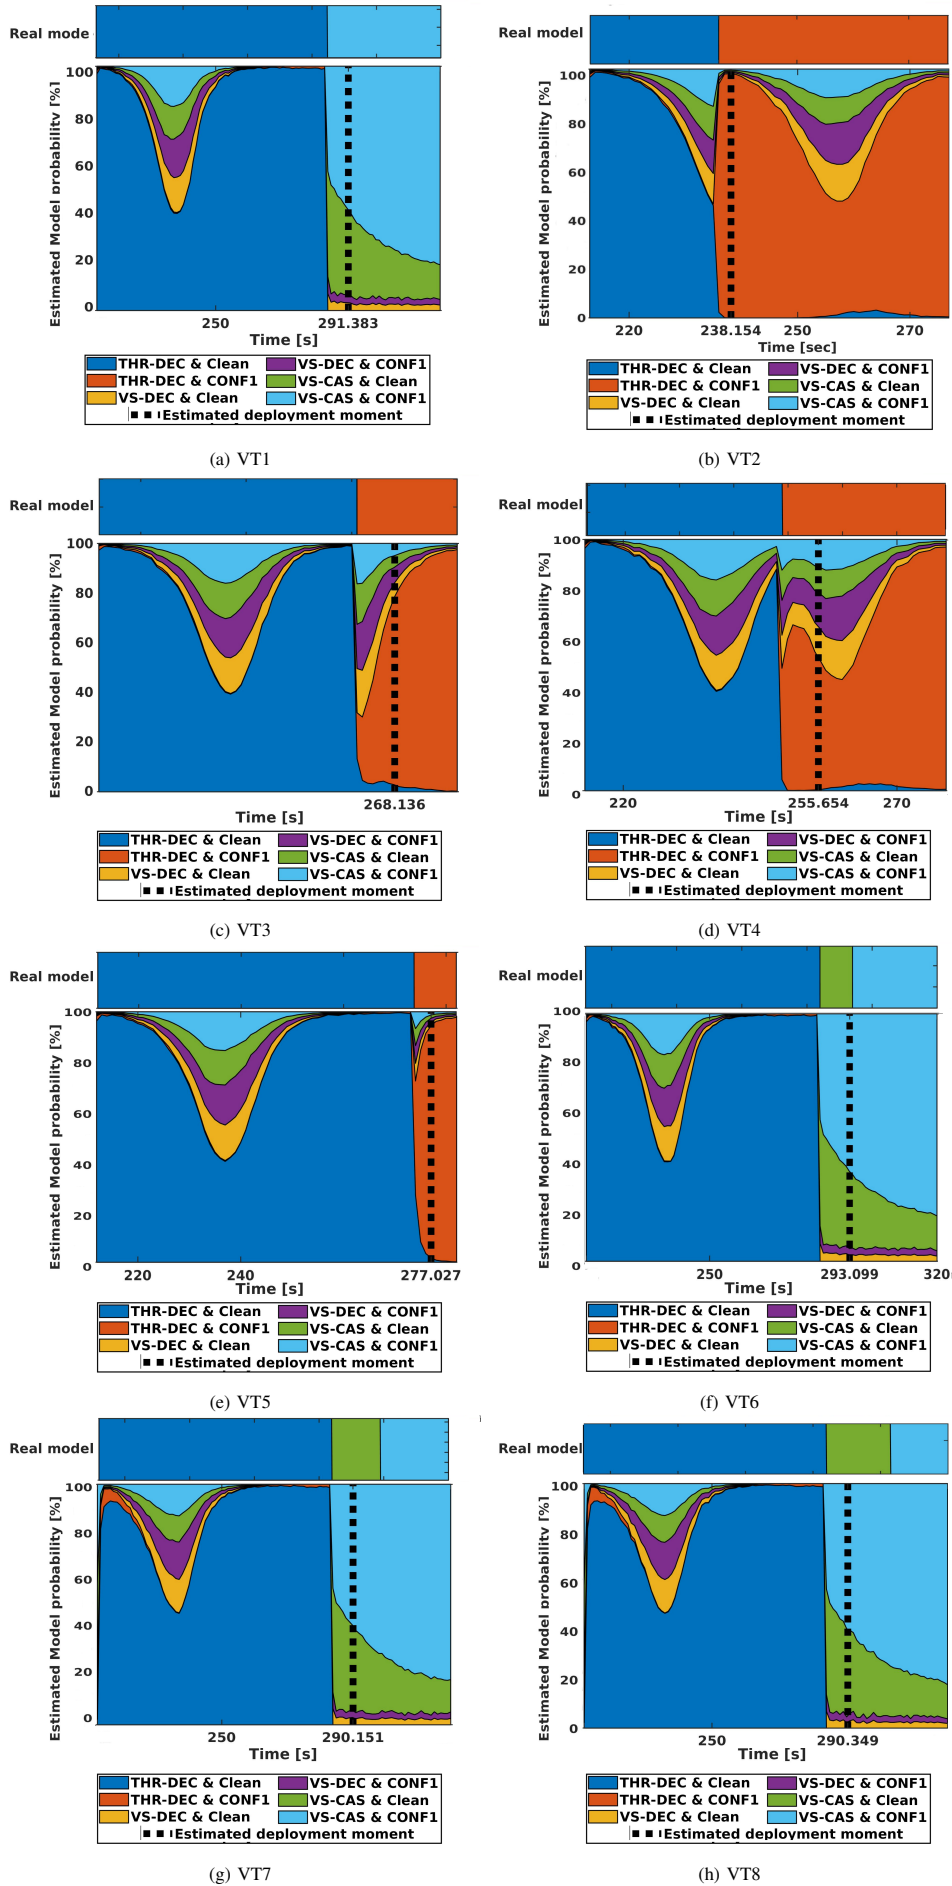 Real mode
100
80
60
40
20
0
Estimated Model probability [%]
250
291.383
Time [s]
THR-DEC & Clean
VS-DEC & CONF1
THR-DEC & CONF1
VS-CAS & Clean
VS-DEC & Clean
VS-CAS & CONF1
Estimated deployment moment
(a) VT1
Real model
100
80
60
40
20
0
Estimated Model probability [%]
220
238.154
250
270
Time [sec]
THR-DEC & Clean
VS-DEC & CONF1
THR-DEC & CONF1
VS-CAS & Clean
VS-DEC & Clean
VS-CAS & CONF1
Estimated deployment moment
(b) VT2
Real model
100
80
60
40
20
0
Estimated Model probability [%]
268.136
Time [s]
THR-DEC & Clean
VS-DEC & CONF1
THR-DEC & CONF1
VS-CAS & Clean
VS-DEC & Clean
VS-CAS & CONF1
Estimated deployment moment
(c) VT3
Real model
100
80
60
40
20
0
Estimated Model probability [%]
220
255.654
270
Time [s]
THR-DEC & Clean
VS-DEC & CONF1
THR-DEC & CONF1
VS-CAS & Clean
VS-DEC & Clean
VS-CAS & CONF1
Estimated deployment moment
(d) VT4
Real model
100
80
60
40
20
0
Estimated Model probability [%]
220
240
277.027
Time [s]
THR-DEC & Clean
VS-DEC & CONF1
THR-DEC & CONF1
VS-CAS & Clean
VS-DEC & Clean
VS-CAS & CONF1
Estimated deployment moment
(e) VT5
Real model
100
80
60
40
20
0
Estimated Model probability [%]
250
293.099
320
Time [s]
THR-DEC & Clean
VS-DEC & CONF1
THR-DEC & CONF1
VS-CAS & Clean
VS-DEC & Clean
VS-CAS & CONF1
Estimated deployment moment
(f) VT6
Real model
100
80
60
40
20
0
Estimated Model probability [%]
250
290.151
Time [s]
THR-DEC & Clean
VS-DEC & CONF1
THR-DEC & CONF1
VS-CAS & Clean
VS-DEC & Clean
VS-CAS & CONF1
Estimated deployment moment
(g) VT7
Real model
100
80
60
40
20
0
Estimated Model probability [%]
250
290.349
Time [s]
THR-DEC & Clean
VS-DEC & CONF1
THR-DEC & CONF1
VS-CAS & Clean
VS-DEC & Clean
VS-CAS & CONF1
Estimated deployment moment
(h) VT8